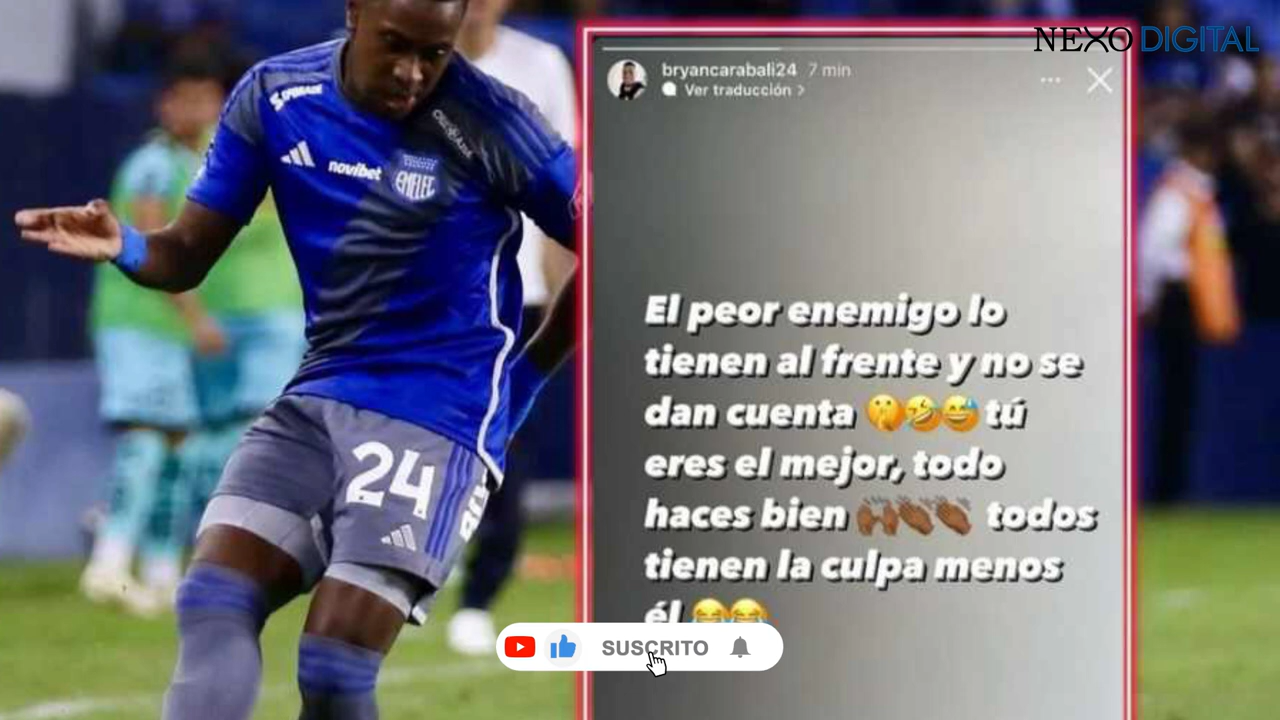 NEXO DIGITAL
bryancarabali24 7 min
Ver traducción >
El peor enemigo lo
tienen al frente y no se
dan cuenta 🤫🤣😅 tú
eres el mejor, todo
haces bien 🙌🏾👏🏾👏🏾 todos
tienen la culpa menos
él 😂😂
novibet
EMELEC
24
SUSCRITO